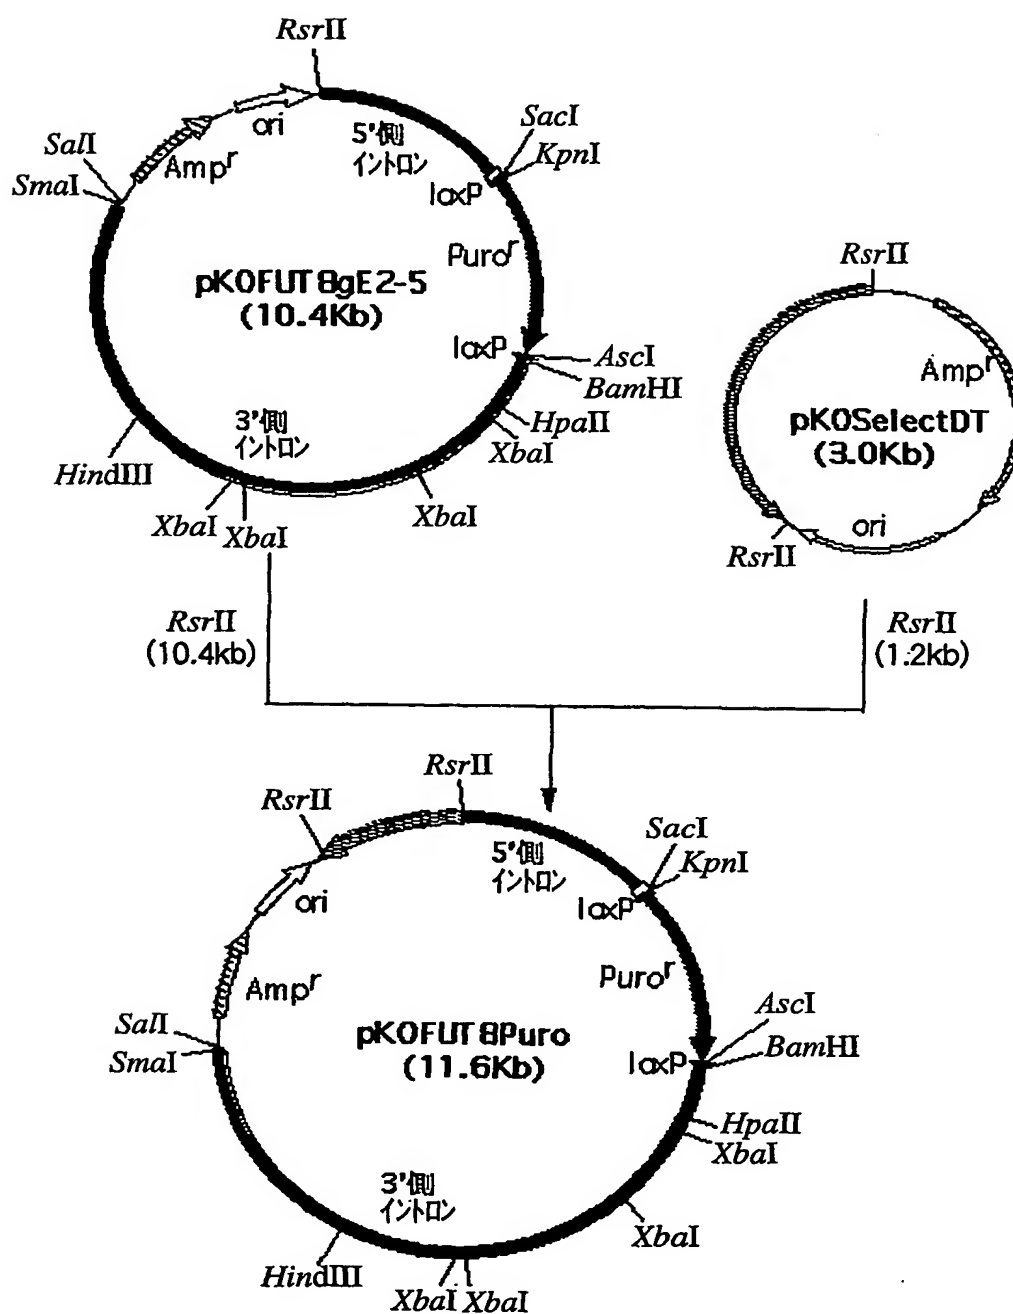 RsrII
SacI
KpnI
SalI
SmaI
ori
Amp^r
5'側
イントロン
loxP
Puro^r
pKOFUT8gE2-5
(10.4Kb)
loxP
AscI
BamHI
HpaII
XbaI
3'側
イントロン
HindIII
XbaI
XbaI
XbaI
RsrII
Amp^r
pKOSelectDT
(3.0Kb)
ori
RsrII
RsrII
(10.4kb)
RsrII
(1.2kb)
RsrII
RsrII
SacI
KpnI
5'側
イントロン
loxP
ori
Puro^r
Amp^r
SalI
SmaI
pKOFUT8Puro
(11.6Kb)
AscI
loxP
BamHI
HpaII
XbaI
3'側
イントロン
XbaI
HindIII
XbaI
XbaI